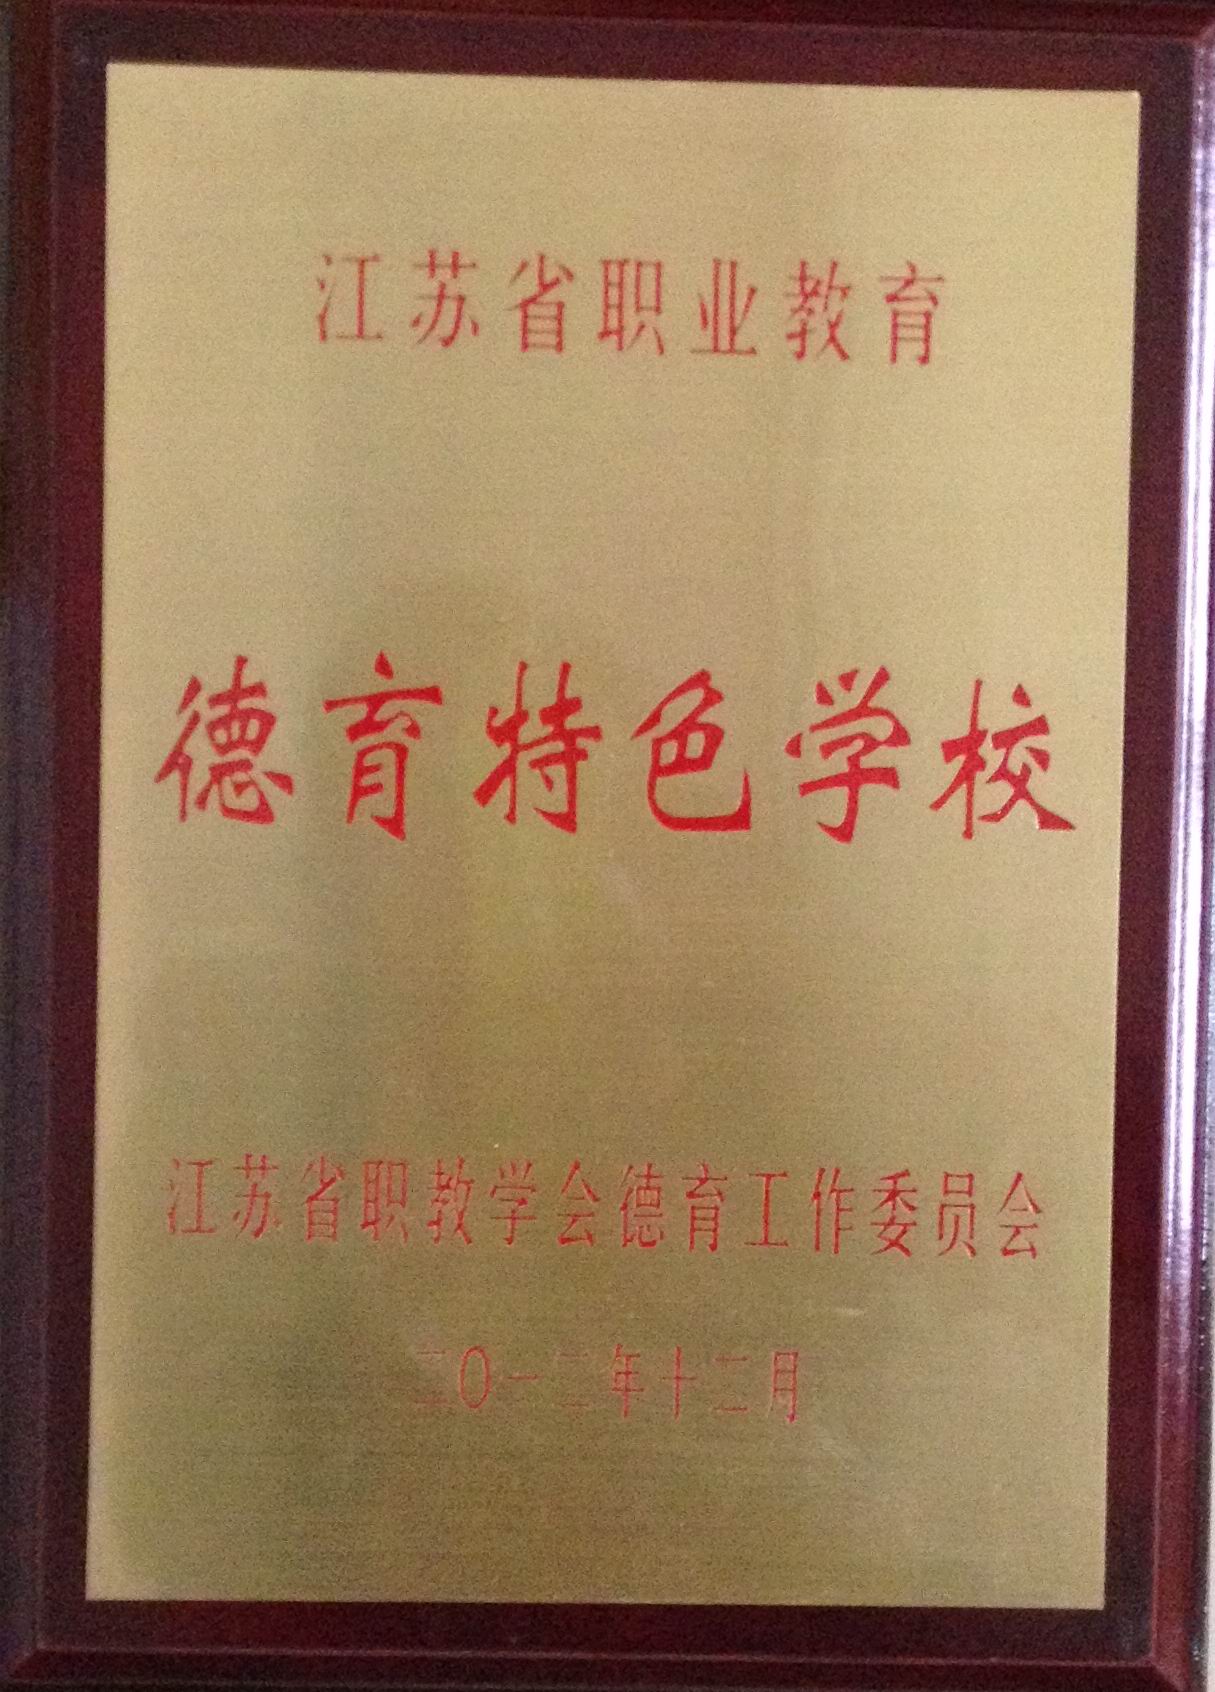 江苏省职业教育
德育特色学校
江苏省职教学会德育工作委员会
二〇一二年十二月